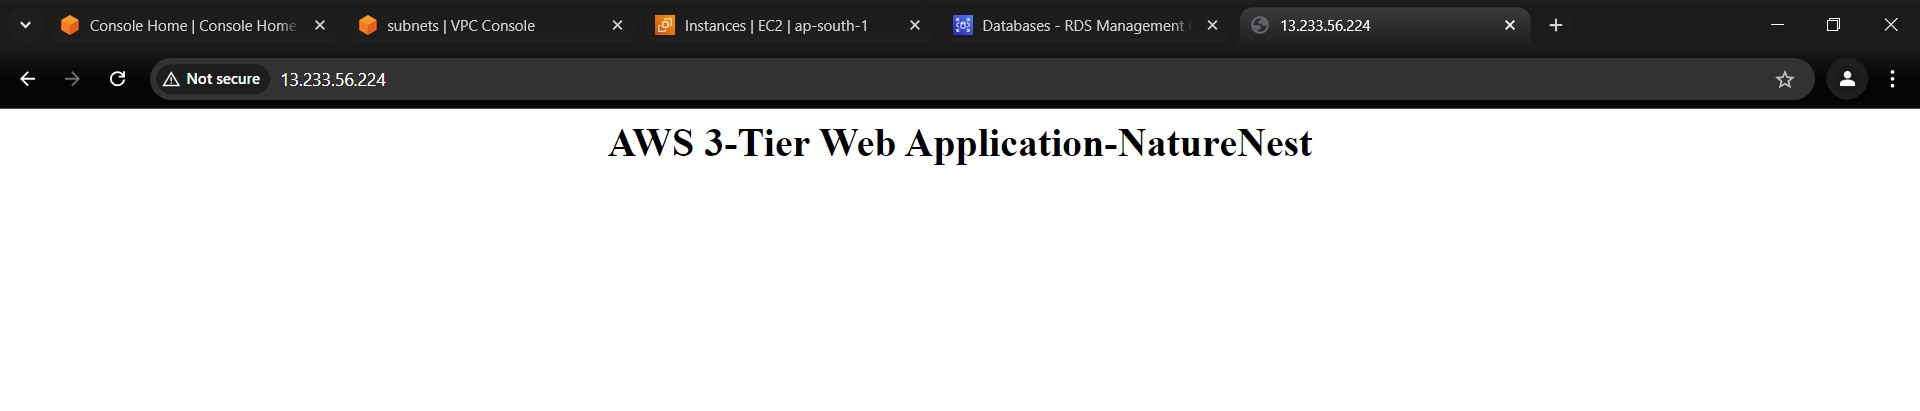 Console Home | Console Home
subnets | VPC Console
Instances | EC2 | ap-south-1
Databases - RDS Management
13.233.56.224
Not secure
13.233.56.224
AWS 3-Tier Web Application-NatureNest